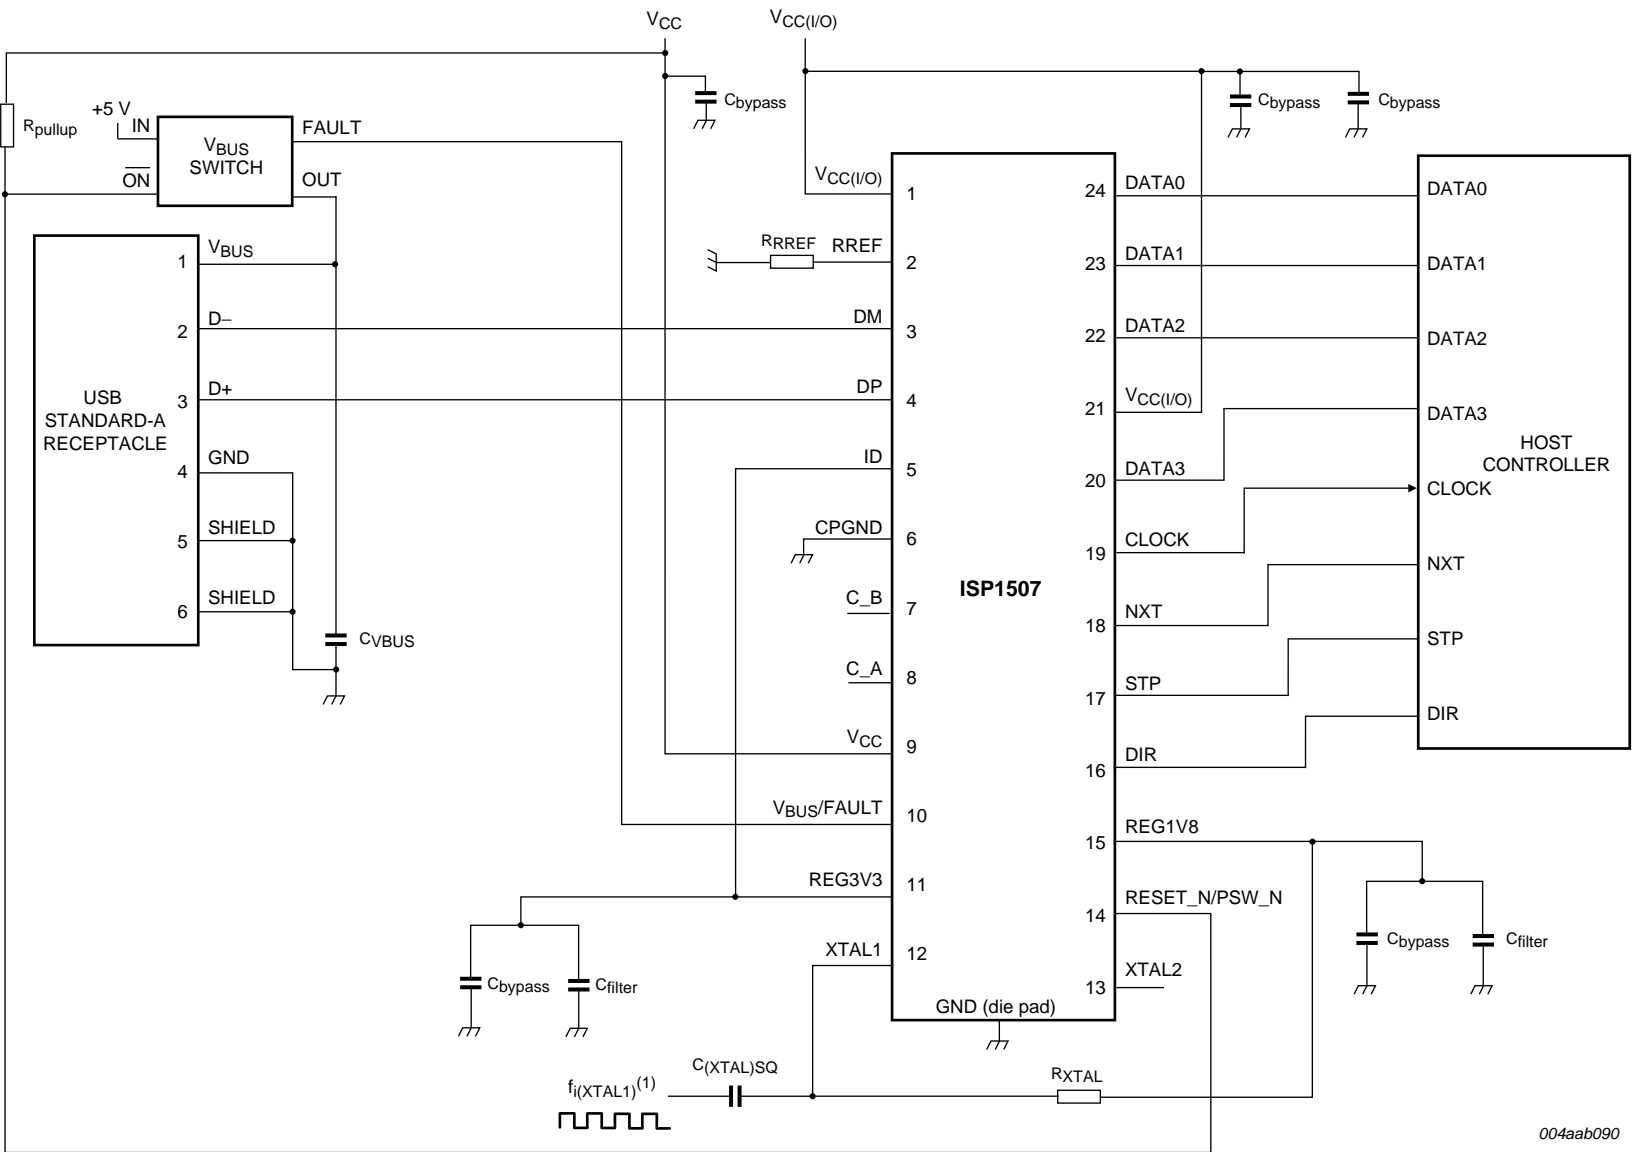 VCC
VCC(I/O)
Cbypass
Cbypass
Cbypass
Rpullup
+5 V
IN
ON
VBUS
SWITCH
FAULT
OUT
USB
STANDARD-A
RECEPTACLE
1
VBUS
2
D–
3
D+
4
GND
5
SHIELD
6
SHIELD
CVBUS
RRREF
VCC(I/O)
1
RREF
2
DM
3
DP
4
ID
5
CPGND
6
C_B
7
C_A
8
VCC
9
VBUS/FAULT
10
REG3V3
11
XTAL1
12
ISP1507
GND (die pad)
24
DATA0
23
DATA1
22
DATA2
21
VCC(I/O)
20
DATA3
19
CLOCK
18
NXT
17
STP
16
DIR
15
REG1V8
14
RESET_N/PSW_N
13
XTAL2
DATA0
DATA1
DATA2
DATA3
HOST
CONTROLLER
CLOCK
NXT
STP
DIR
Cbypass
Cfilter
Cbypass
Cfilter
C(XTAL)SQ
fi(XTAL1)(1)
RXTAL
004aab090